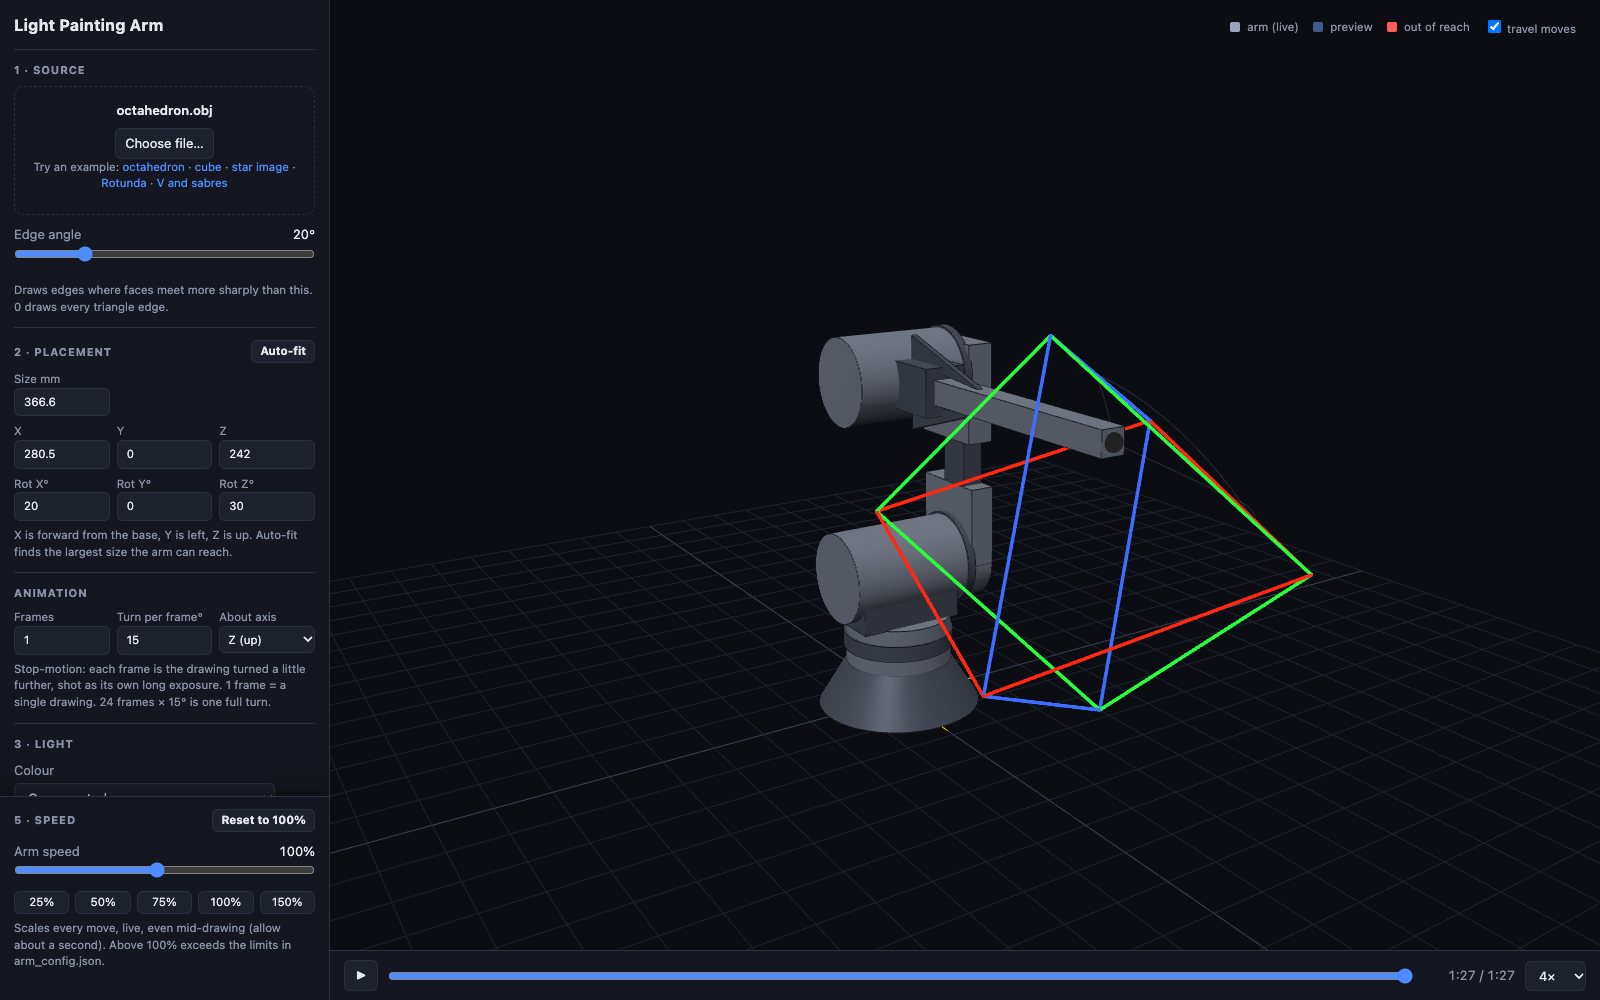 Light Painting Arm
1 · SOURCE
octahedron.obj
Choose file...
Try an example: octahedron · cube · star image ·
Rotunda · V and sabres
Edge angle 20°
Draws edges where faces meet more sharply than this.
0 draws every triangle edge.
2 · PLACEMENT Auto-fit
Size mm
366.6
X Y Z
280.5 0 242
Rot X° Rot Y° Rot Z°
20 0 30
X is forward from the base, Y is left, Z is up. Auto-fit
finds the largest size the arm can reach.
ANIMATION
Frames Turn per frame° About axis
1 15 Z (up)
Stop-motion: each frame is the drawing turned a little
further, shot as its own long exposure. 1 frame = a
single drawing. 24 frames × 15° is one full turn.
3 · LIGHT
Colour
5 · SPEED Reset to 100%
Arm speed 100%
25% 50% 75% 100% 150%
Scales every move, live, even mid-drawing (allow
about a second). Above 100% exceeds the limits in
arm_config.json.
arm (live) preview out of reach travel moves
1:27 / 1:27 4×